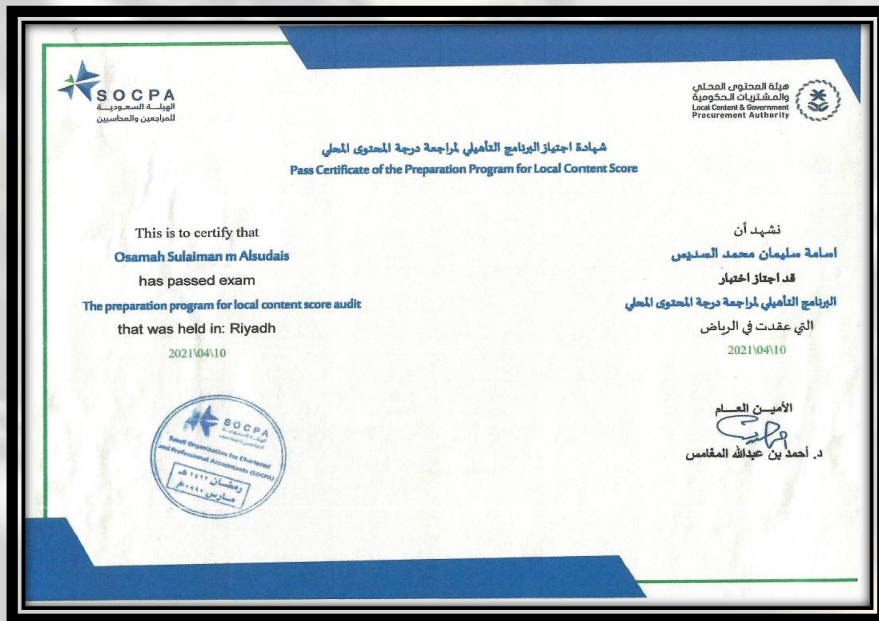 SOCPA
الهيئة السعودية
للمراجعين والمحاسبين
هيئة المحتوى المحلي
والمشتريات الحكومية
Local Content & Government
Procurement Authority
شهادة اجتياز البرنامج التأهيلي لمراجعة درجة المحتوى المحلي
Pass Certificate of the Preparation Program for Local Content Score
This is to certify that
Osamah Sulaiman m Alsudais
has passed exam
The preparation program for local content score audit
that was held in: Riyadh
2021\04\10
نشهد أن
اسامة سليمان محمد السديس
قد اجتاز اختبار
البرنامج التأهيلي لمراجعة درجة المحتوى المحلي
التي عقدت في الرياض
2021\04\10
SOCPA
Saudi Organization for Chartered
and Professional Accountants (SOCPA)
الأمين العام
د. أحمد بن عبدالله المغامس